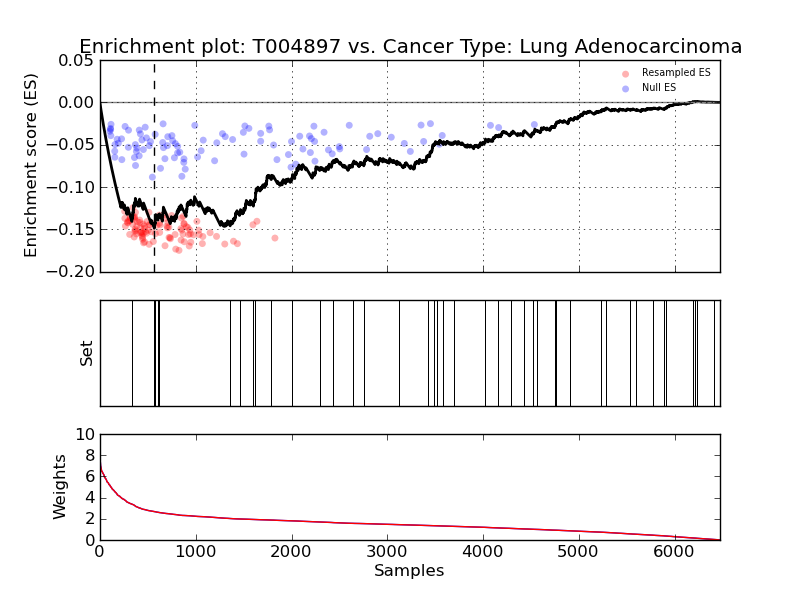 Enrichment plot: T004897 vs. Cancer Type: Lung Adenocarcinoma
0.05
0.00
−0.05
−0.10
−0.15
−0.20
Enrichment score (ES)
Resampled ES
Null ES
Set
10
8
6
4
2
0
Weights
0 1000 2000 3000 4000 5000 6000
Samples